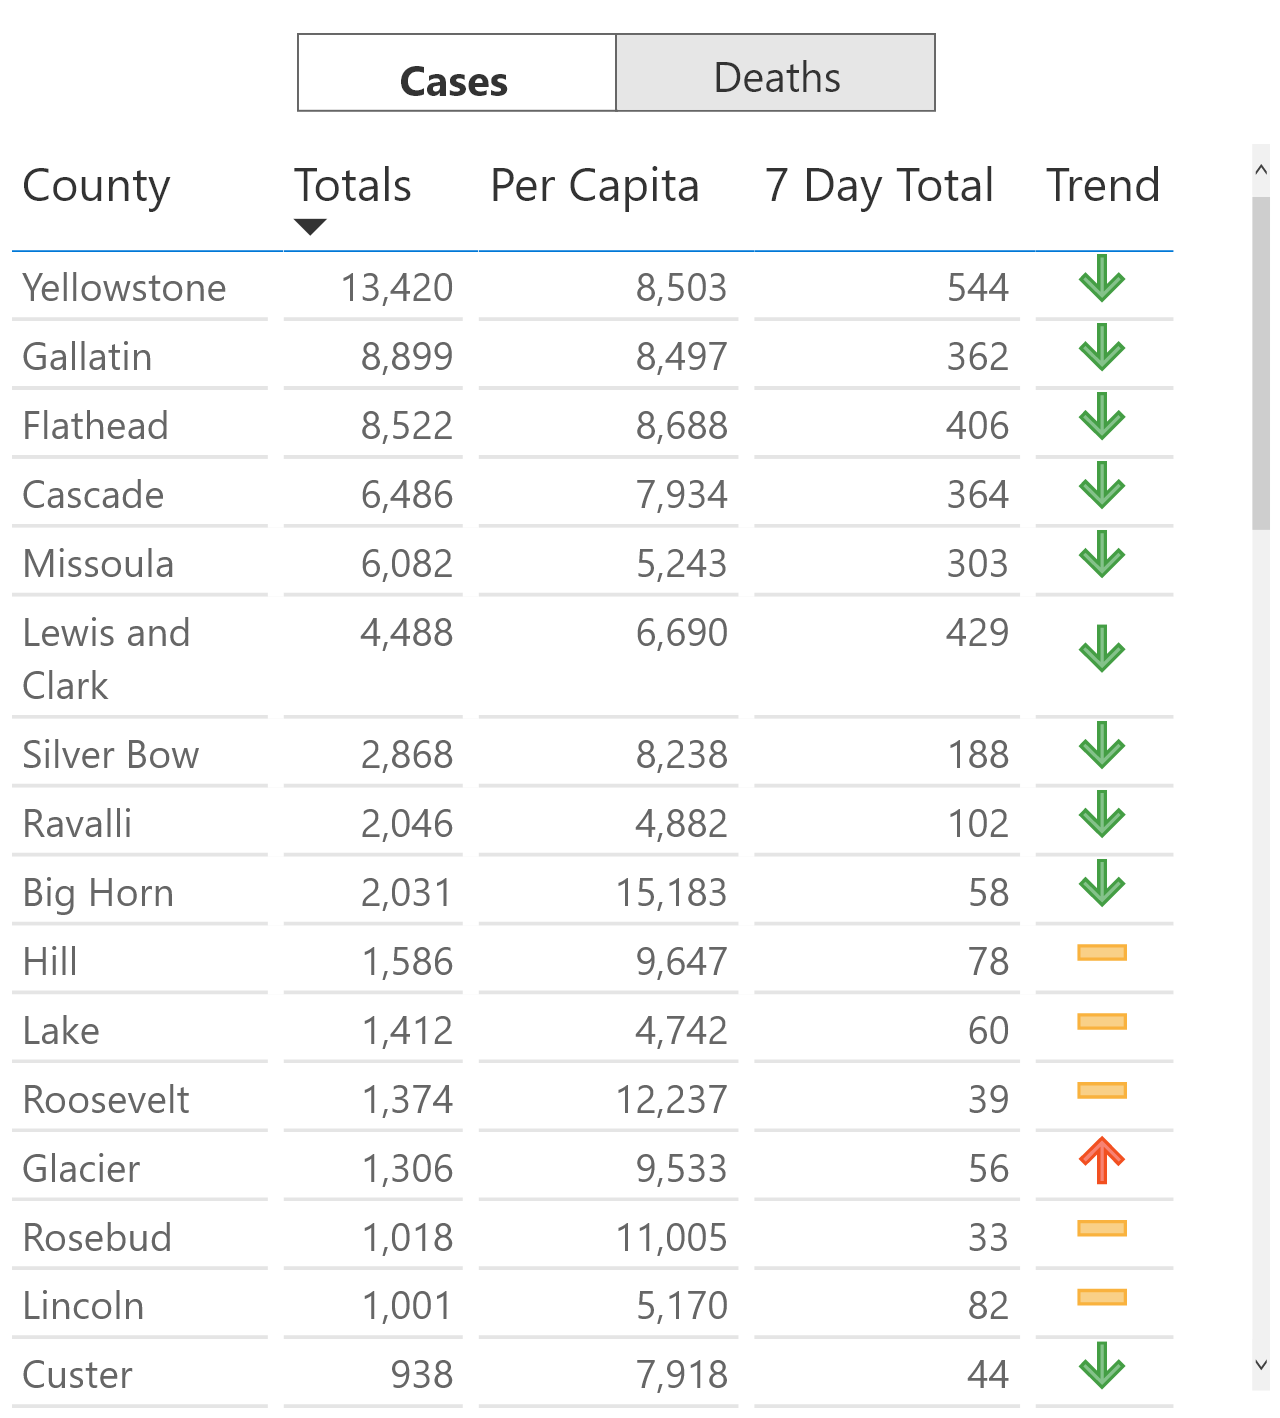 Cases Deaths
County Totals Per Capita 7 Day Total Trend
Yellowstone 13,420 8,503 544
Gallatin 8,899 8,497 362
Flathead 8,522 8,688 406
Cascade 6,486 7,934 364
Missoula 6,082 5,243 303
Lewis and 4,488 6,690 429
Clark
Silver Bow 2,868 8,238 188
Ravalli 2,046 4,882 102
Big Horn 2,031 15,183 58
Hill 1,586 9,647 78
Lake 1,412 4,742 60
Roosevelt 1,374 12,237 39
Glacier 1,306 9,533 56
Rosebud 1,018 11,005 33
Lincoln 1,001 5,170 82
Custer 938 7,918 44